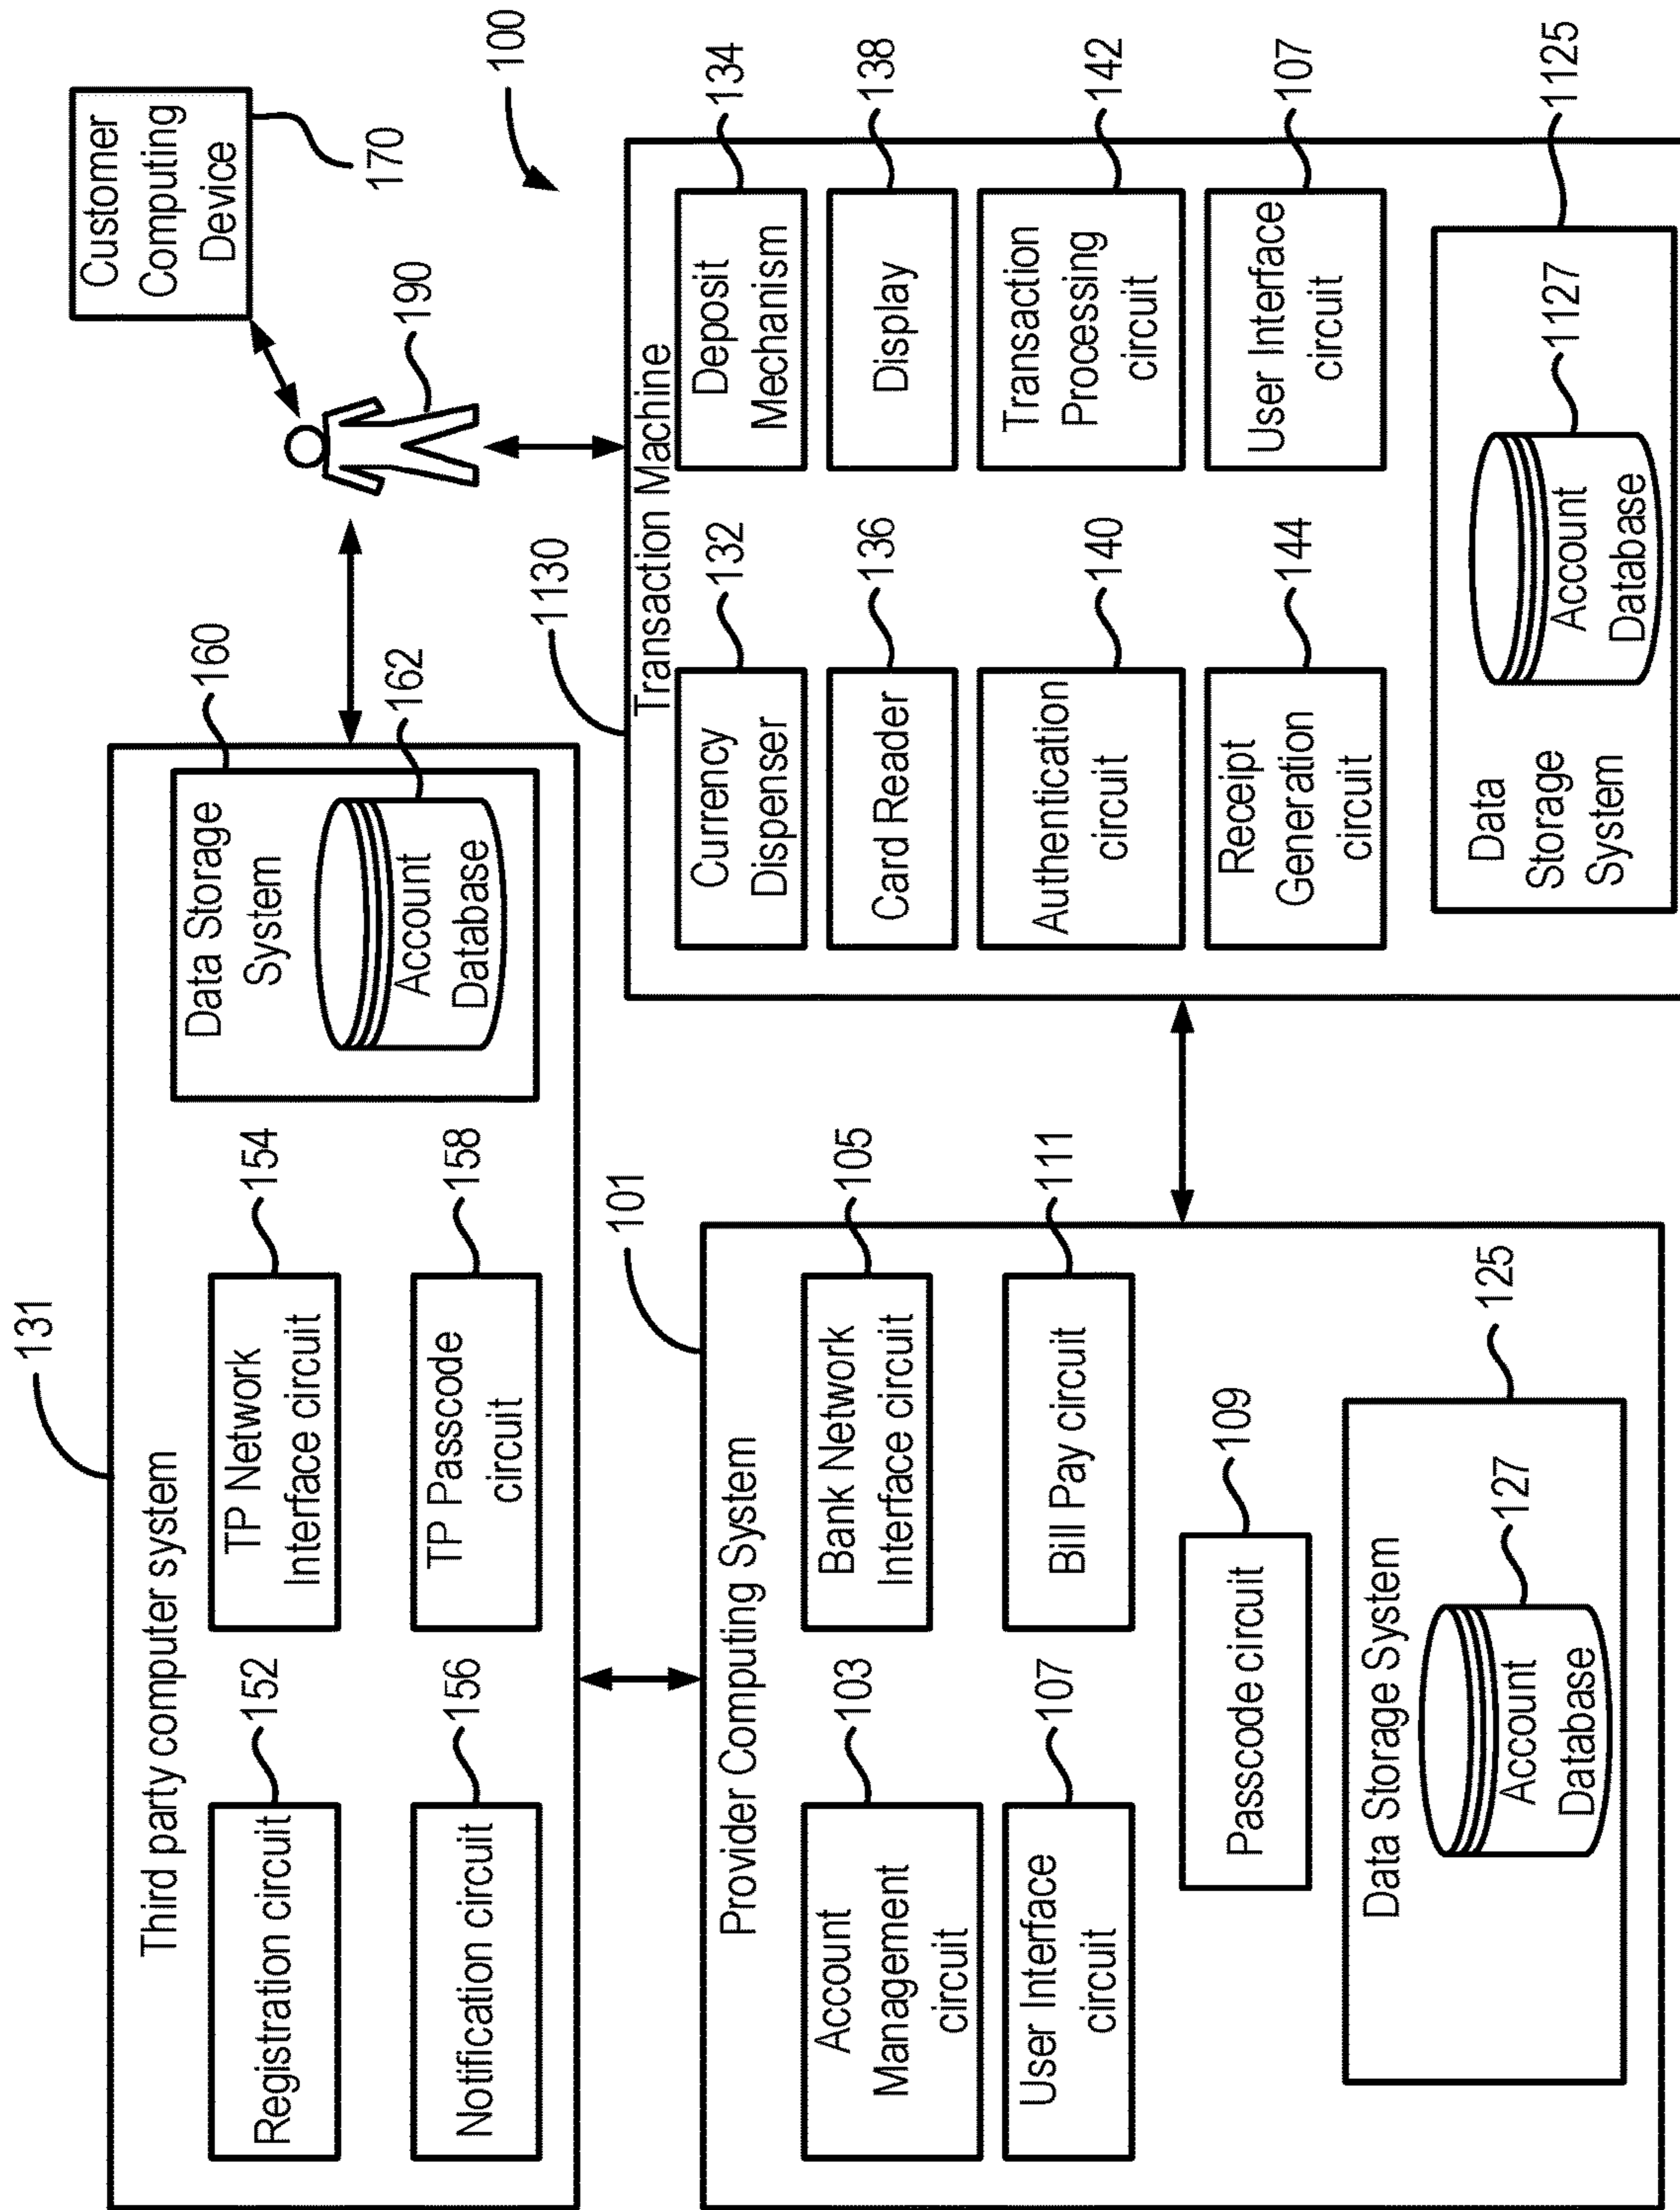 131
Third party computer system
Registration circuit
152
TP Network
Interface circuit
154
Notification circuit
156
TP Passcode
circuit
158
Data Storage
System
160
Account
Database
162
Customer
Computing
Device
170
190
100
101
Provider Computing System
Account
Management
circuit
103
Bank Network
Interface circuit
105
User Interface
circuit
107
Bill Pay circuit
111
Passcode circuit
109
Data Storage System
125
Account
Database
127
1130
Transaction Machine
Currency
Dispenser
132
Deposit
Mechanism
134
Card Reader
136
Display
138
Authentication
circuit
140
Transaction
Processing
circuit
142
Receipt
Generation
circuit
144
User Interface
circuit
107
Data
Storage
System
1125
Account
Database
1127